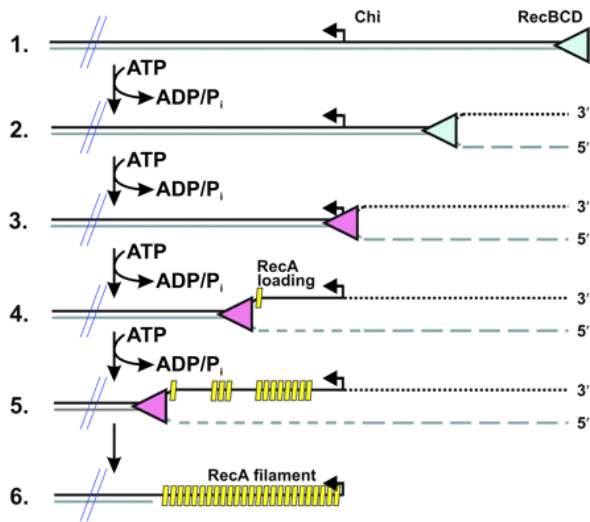 Chi RecBCD
1.
ATP
ADP/Pi
2. 3′
5′
ATP
ADP/Pi
3. 3′
5′
ATP
ADP/Pi
RecA
loading
4. 3′
5′
ATP
ADP/Pi
5. 3′
5′
RecA filament
6.